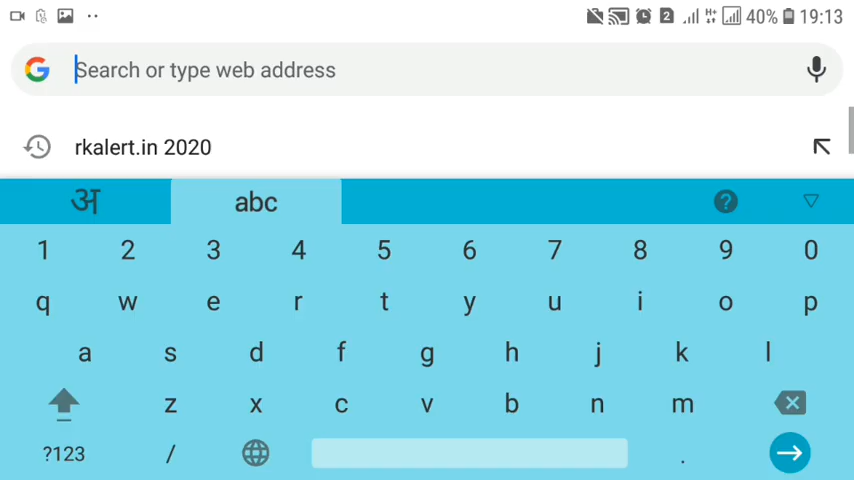 2 40% 19:13
Search or type web address
rkalert.in 2020
अ abc ?
1 2 3 4 5 6 7 8 9 0
q w e r t y u i o p
a s d f g h j k l
z x c v b n m
?123 / .